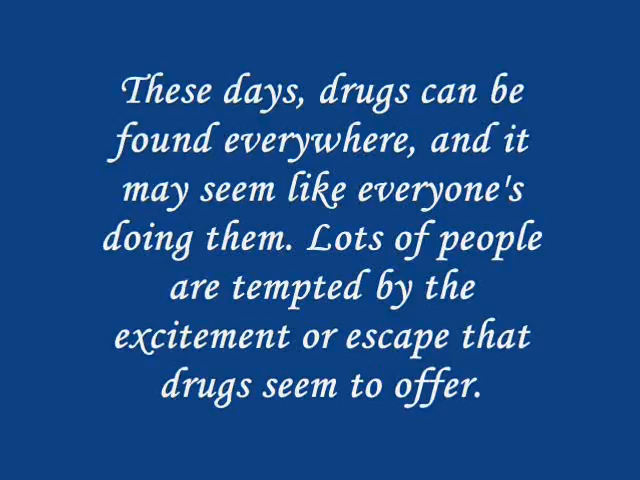 These days, drugs can be
found everywhere, and it
may seem like everyone's
doing them. Lots of people
are tempted by the
excitement or escape that
drugs seem to offer.